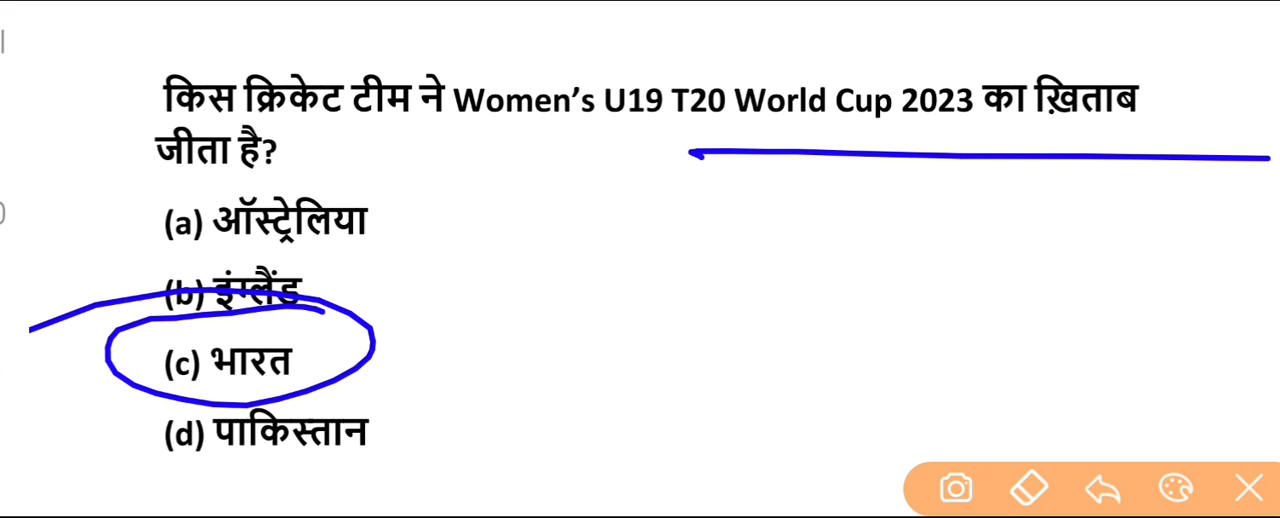 किस क्रिकेट टीम ने Women's U19 T20 World Cup 2023 का ख़िताब
जीता है?
(a) ऑस्ट्रेलिया
(b) इंग्लैंड
(c) भारत
(d) पाकिस्तान